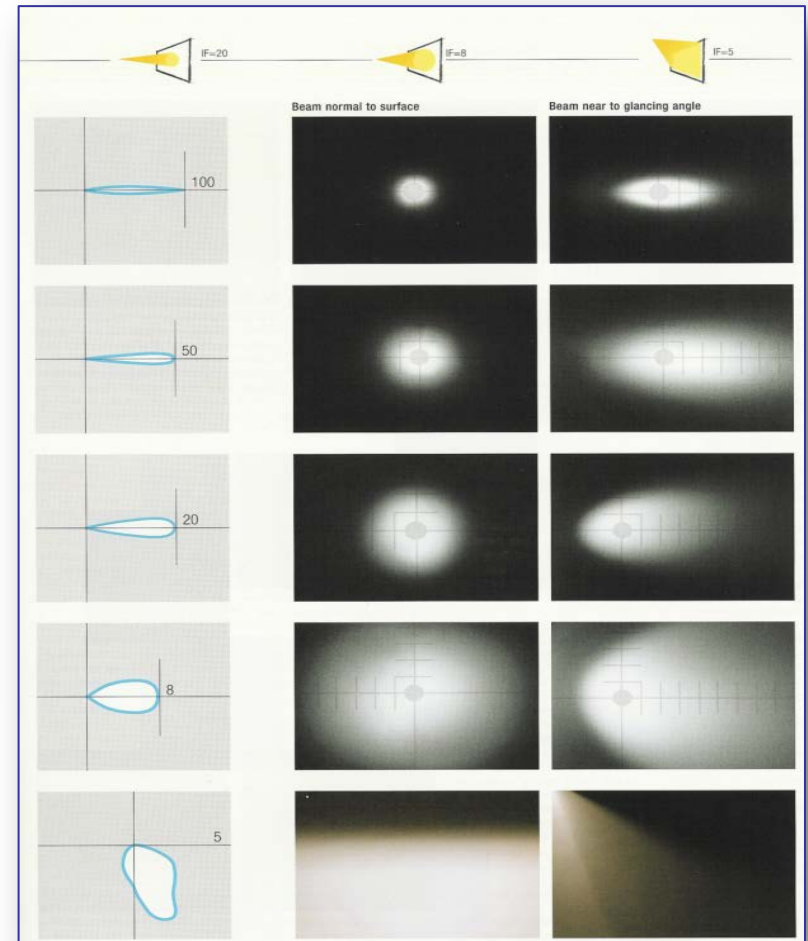 IF=20
IF=8
IF=5
Beam normal to surface
Beam near to glancing angle
100
50
20
8
5